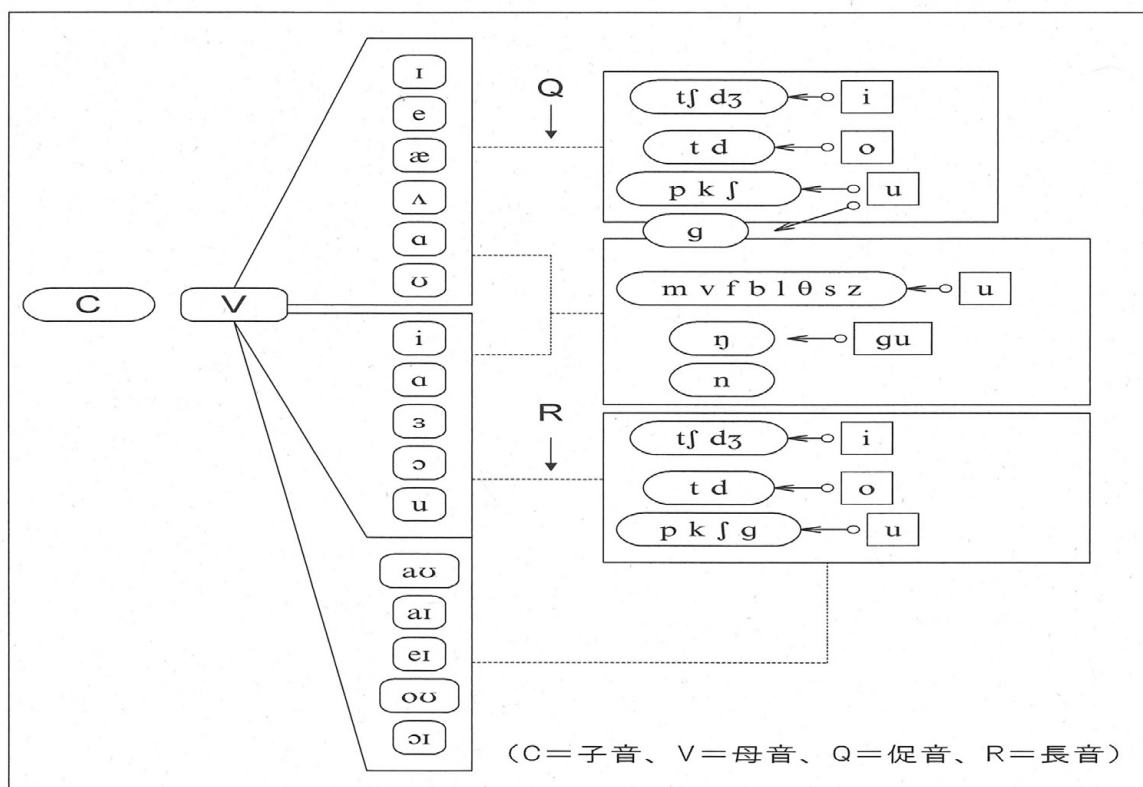 C
V
ɪ
e
æ
ʌ
ɑ
ʊ
i
ɑ
ɜ
ɔ
u
aʊ
aɪ
eɪ
oʊ
ɔɪ
Q
tʃ dʒ i
t d o
p k ʃ u
g
m v f b l θ s z u
ŋ gu
n
R
tʃ dʒ i
t d o
p k ʃ g u
(C=子音、V=母音、Q=促音、R=長音)